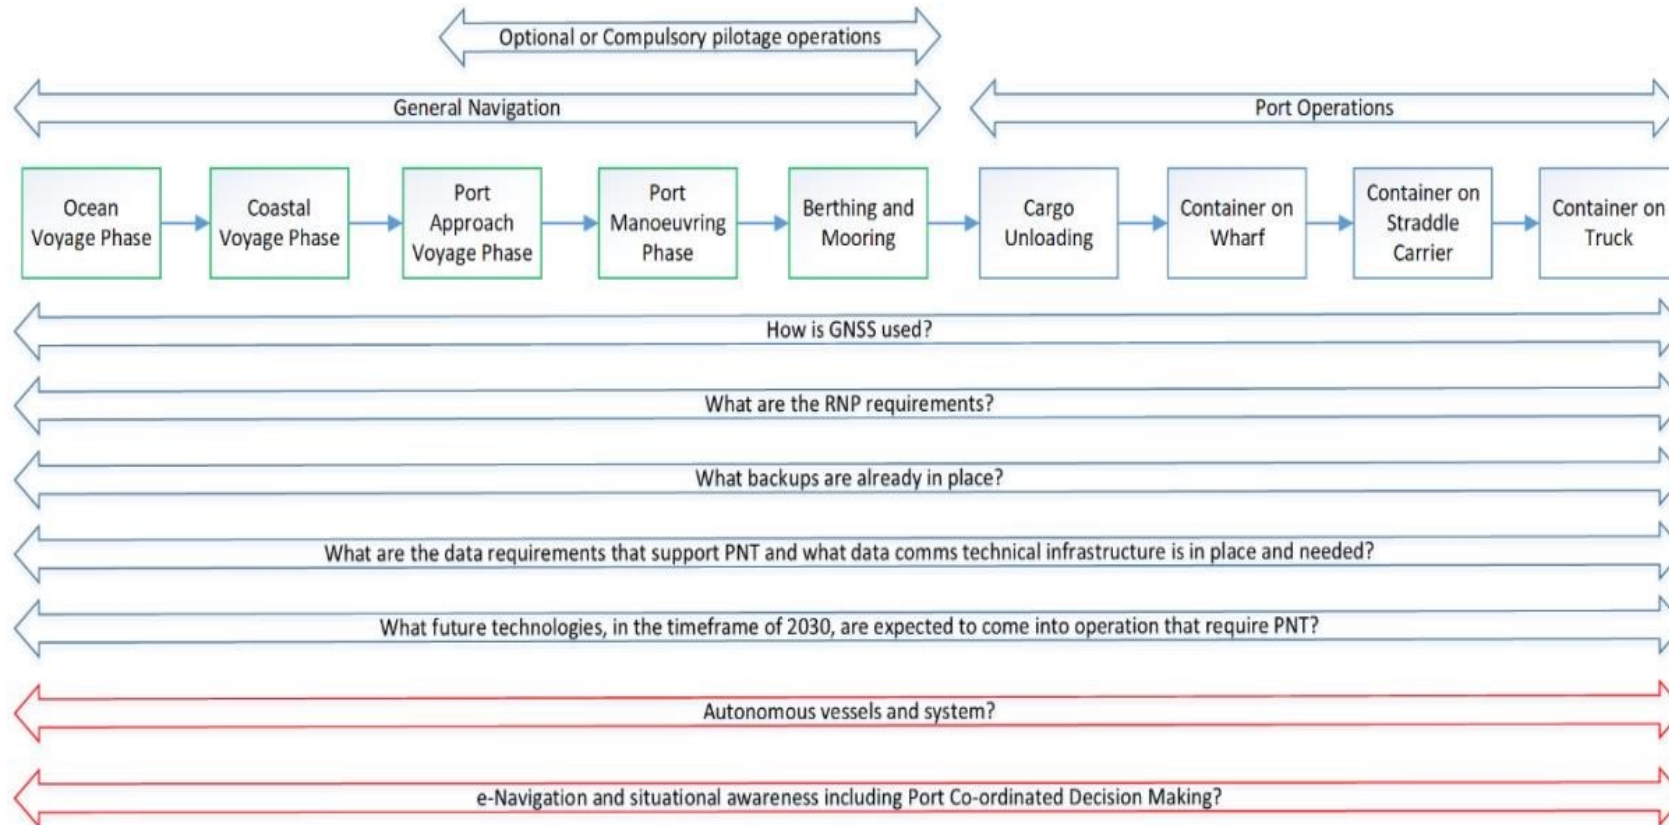 Optional or Compulsory pilotage operations
General Navigation
Port Operations
Ocean
Voyage Phase
Coastal
Voyage Phase
Port
Approach
Voyage Phase
Port
Manoeuvring
Phase
Berthing and
Mooring
Cargo
Unloading
Container on
Wharf
Container on
Straddle
Carrier
Container on
Truck
How is GNSS used?
What are the RNP requirements?
What backups are already in place?
What are the data requirements that support PNT and what data comms technical infrastructure is in place and needed?
What future technologies, in the timeframe of 2030, are expected to come into operation that require PNT?
Autonomous vessels and system?
e-Navigation and situational awareness including Port Co-ordinated Decision Making?